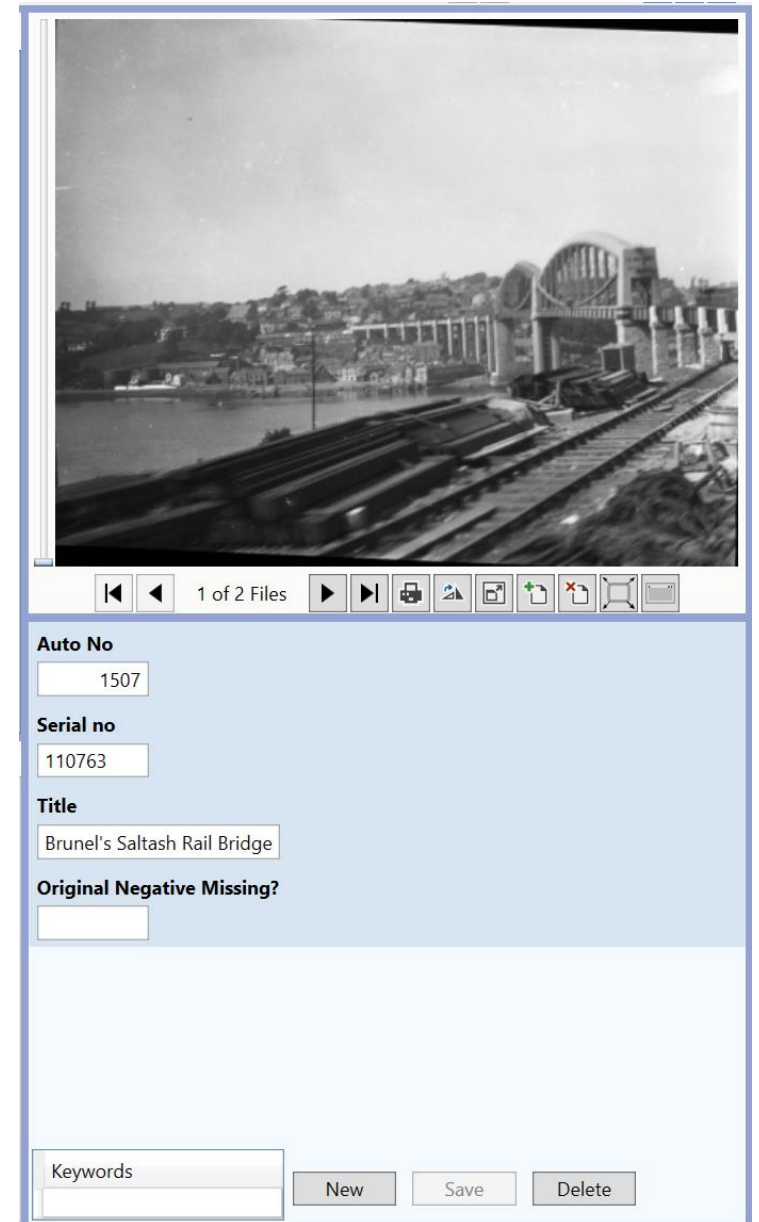 1 of 2 Files
Auto No
1507
Serial no
110763
Title
Brunel's Saltash Rail Bridge
Original Negative Missing?
Keywords
New Save Delete